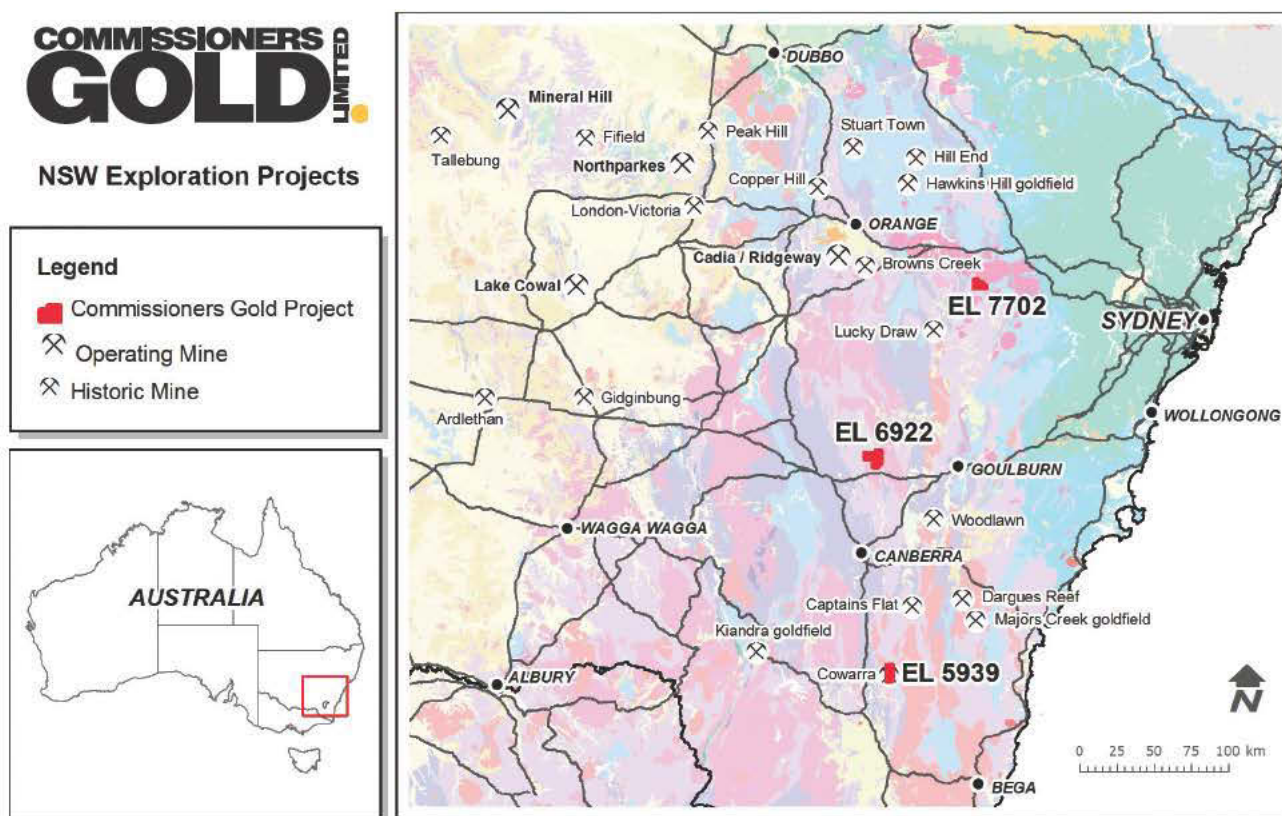 COMMISSIONERS
GOLD.
LIMITED
NSW Exploration Projects
Legend
Commissioners Gold Project
Operating Mine
Historic Mine
AUSTRALIA
DUBBO
Mineral Hill
Tallebung
Fifield
Peak Hill
Northparkes
Stuart Town
Hill End
Copper Hill
Hawkins Hill goldfield
London-Victoria
ORANGE
Cadia / Ridgeway
Browns Creek
Lake Cowal
EL 7702
Lucky Draw
SYDNEY
Ardlethan
Gidginbung
WOLLONGONG
EL 6922
GOULBURN
Woodlawn
WAGGA WAGGA
CANBERRA
Captains Flat
Dargues Reef
Majors Creek goldfield
Kiandra goldfield
Cowarra
EL 5939
ALBURY
N
0 25 50 75 100 km
BEGA